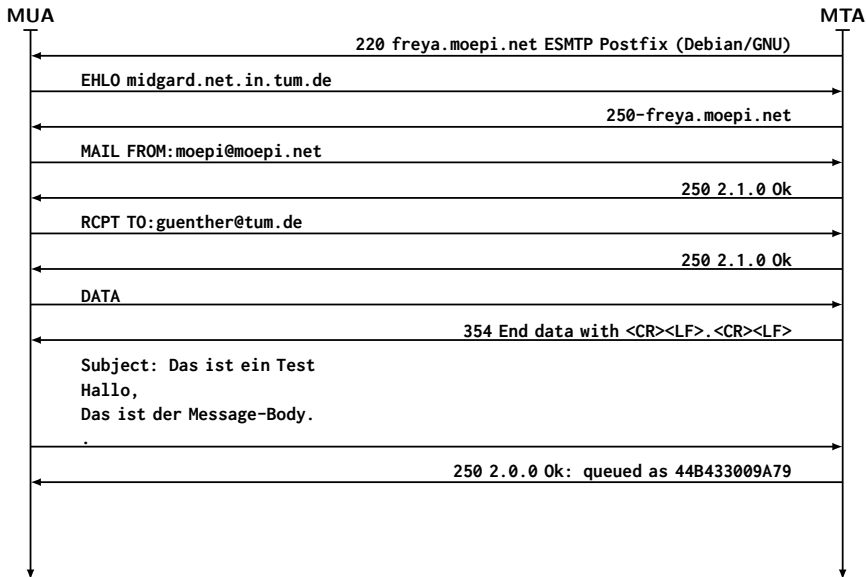 MUA MTA
220 freya.moepi.net ESMTP Postfix (Debian/GNU)
EHLO midgard.net.in.tum.de
250-freya.moepi.net
MAIL FROM:moepi@moepi.net
250 2.1.0 Ok
RCPT TO:guenther@tum.de
250 2.1.0 Ok
DATA
354 End data with <CR><LF>.<CR><LF>
Subject: Das ist ein Test
Hallo,
Das ist der Message-Body.
.
250 2.0.0 Ok: queued as 44B433009A79